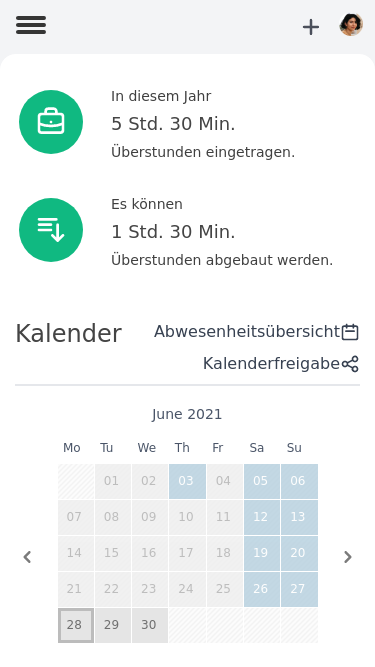 In diesem Jahr
5 Std. 30 Min.
Überstunden eingetragen.
Es können
1 Std. 30 Min.
Überstunden abgebaut werden.
Kalender
Abwesenheitsübersicht
Kalenderfreigabe
June 2021
Mo Tu We Th Fr Sa Su
01 02 03 04 05 06
07 08 09 10 11 12 13
14 15 16 17 18 19 20
21 22 23 24 25 26 27
28 29 30